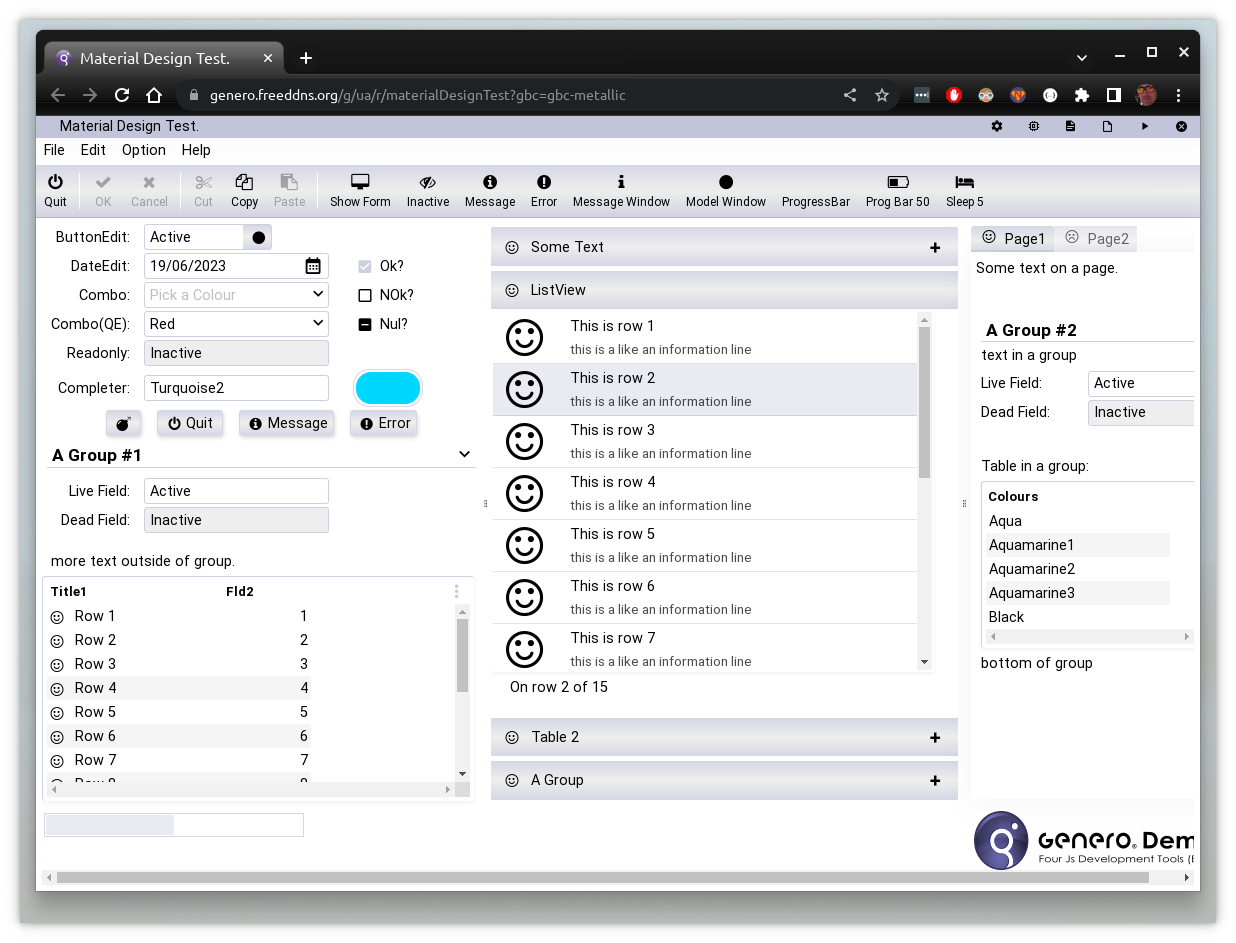 Material Design Test.
genero.freeddns.org/g/ua/r/materialDesignTest?gbc=gbc-metallic
Material Design Test.
File Edit Option Help
Quit OK Cancel Cut Copy Paste Show Form Inactive Message Error Message Window Model Window ProgressBar Prog Bar 50 Sleep 5
ButtonEdit: Active
DateEdit: 19/06/2023 Ok?
Combo: Pick a Colour NOk?
Combo(QE): Red Nul?
Readonly: Inactive
Completer: Turquoise2
Quit Message Error
A Group #1
Live Field: Active
Dead Field: Inactive
more text outside of group.
Title1 Fld2
Row 1 1
Row 2 2
Row 3 3
Row 4 4
Row 5 5
Row 6 6
Row 7 7
Some Text
ListView
This is row 1
this is a like an information line
This is row 2
this is a like an information line
This is row 3
this is a like an information line
This is row 4
this is a like an information line
This is row 5
this is a like an information line
This is row 6
this is a like an information line
This is row 7
this is a like an information line
On row 2 of 15
Table 2
A Group
Page1 Page2
Some text on a page.
A Group #2
text in a group
Live Field: Active
Dead Field: Inactive
Table in a group:
Colours
Aqua
Aquamarine1
Aquamarine2
Aquamarine3
Black
bottom of group
Genero® Dem
Four Js Development Tools (E